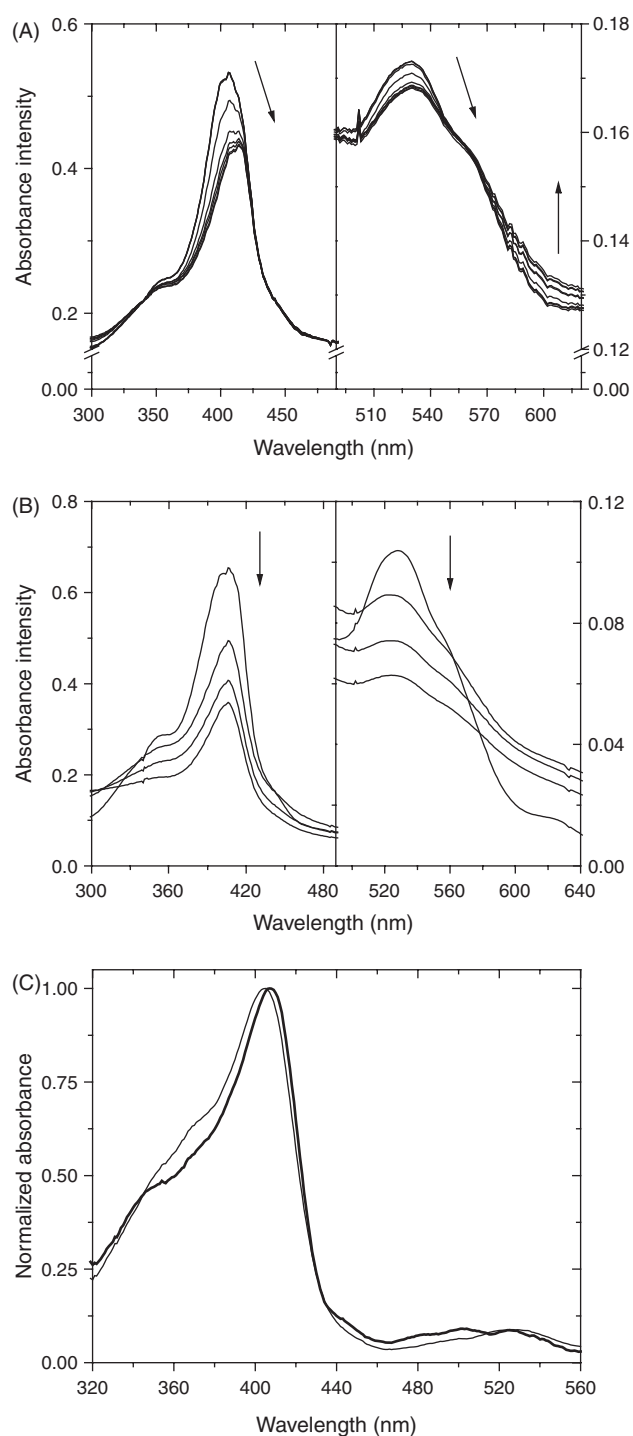 (A)
0.6
0.18
0.4
0.16
Absorbance intensity
0.2
0.14
0.12
0.00
0.00
300 350 400 450 510 540 570 600
Wavelength (nm)
(B)
0.8
0.12
0.6
0.08
Absorbance intensity
0.4
0.04
0.2
0.0
0.00
300 360 420 480 520 560 600 640
Wavelength (nm)
(C)
1.00
0.75
Normalized absorbance
0.50
0.25
0.00
320 360 400 440 480 520 560
Wavelength (nm)